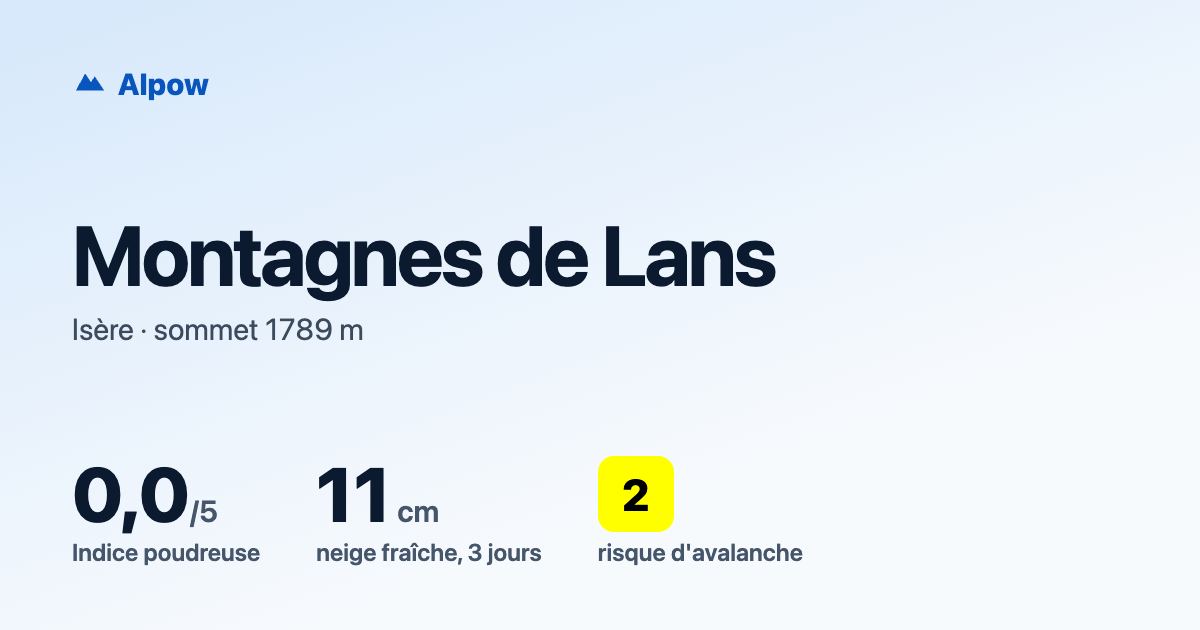 Alpow
Montagnes de Lans
Isère · sommet 1789 m
0,0/5
Indice poudreuse
11 cm
neige fraîche, 3 jours
2
risque d'avalanche